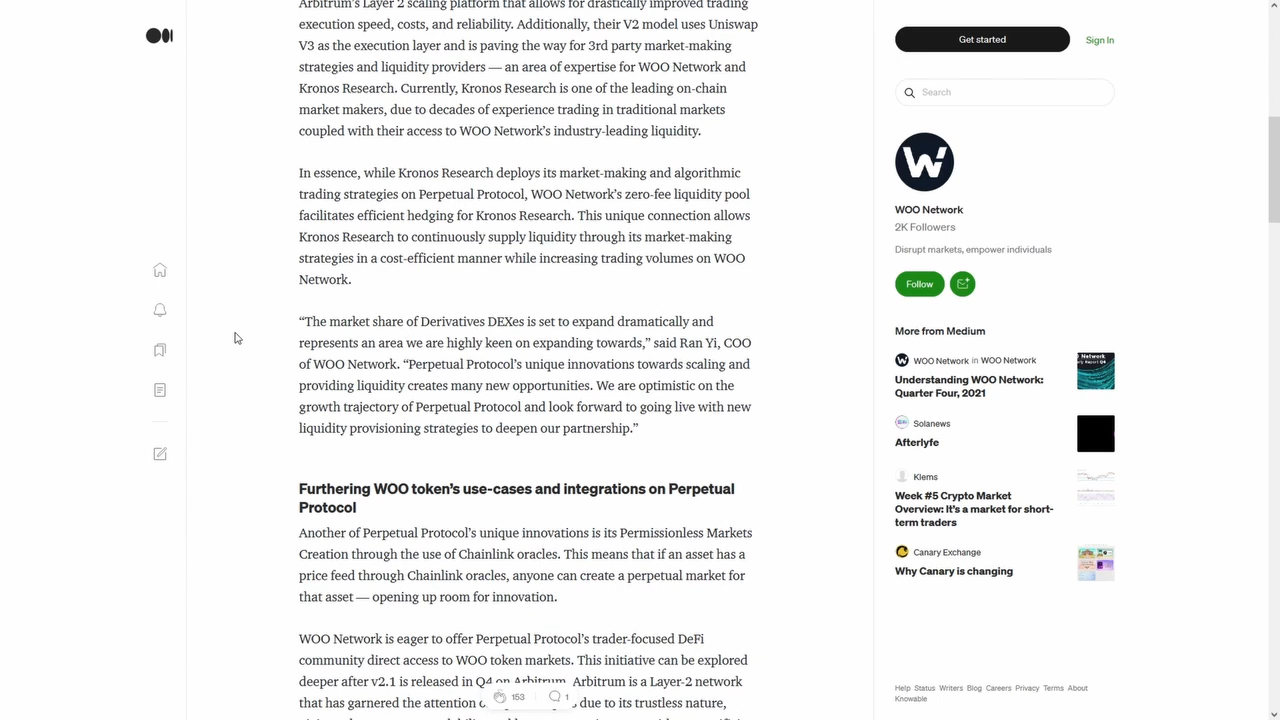 Arbitrum's Layer 2 scaling platform that allows for drastically improved trading
execution speed, costs, and reliability. Additionally, their V2 model uses Uniswap
V3 as the execution layer and is paving the way for 3rd party market-making
strategies and liquidity providers — an area of expertise for WOO Network and
Kronos Research. Currently, Kronos Research is one of the leading on-chain
market makers, due to decades of experience trading in traditional markets
coupled with their access to WOO Network's industry-leading liquidity.
In essence, while Kronos Research deploys its market-making and algorithmic
trading strategies on Perpetual Protocol, WOO Network's zero-fee liquidity pool
facilitates efficient hedging for Kronos Research. This unique connection allows
Kronos Research to continuously supply liquidity through its market-making
strategies in a cost-efficient manner while increasing trading volumes on WOO
Network.
“The market share of Derivatives DEXes is set to expand dramatically and
represents an area we are highly keen on expanding towards,” said Ran Yi, COO
of WOO Network. “Perpetual Protocol's unique innovations towards scaling and
providing liquidity creates many new opportunities. We are optimistic on the
growth trajectory of Perpetual Protocol and look forward to going live with new
liquidity provisioning strategies to deepen our partnership.”
Furthering WOO token's use-cases and integrations on Perpetual
Protocol
Another of Perpetual Protocol's unique innovations is its Permissionless Markets
Creation through the use of Chainlink oracles. This means that if an asset has a
price feed through Chainlink oracles, anyone can create a perpetual market for
that asset — opening up room for innovation.
WOO Network is eager to offer Perpetual Protocol's trader-focused DeFi
community direct access to WOO token markets. This initiative can be explored
deeper after v2.1 is released in Q4 on Arbitrum. Arbitrum is a Layer-2 network
that has garnered the attention due to its trustless nature,
153 1
Get started
Sign In
Search
WOO Network
2K Followers
Disrupt markets, empower individuals
Follow
More from Medium
WOO Network in WOO Network
Understanding WOO Network:
Quarter Four, 2021
Solanews
Afterlyfe
Klems
Week #5 Crypto Market
Overview: It's a market for short-
term traders
Canary Exchange
Why Canary is changing
Help Status Writers Blog Careers Privacy Terms About
Knowable